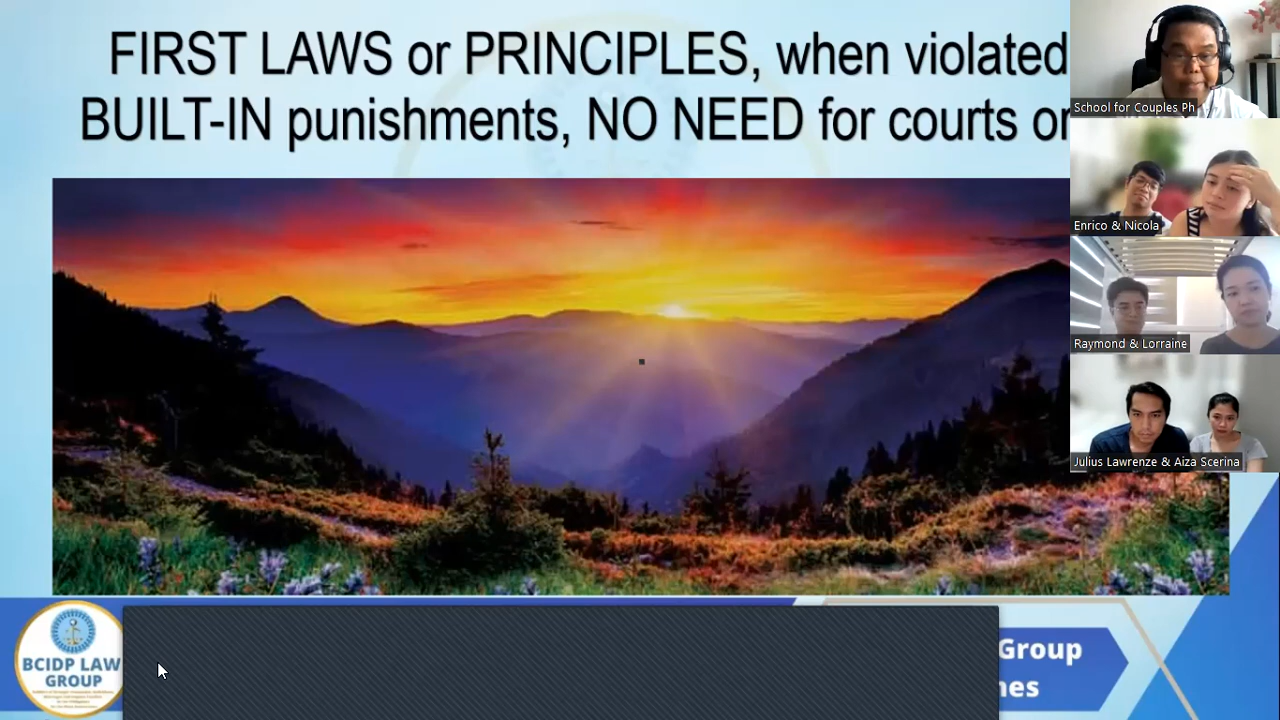 FIRST LAWS or PRINCIPLES, when violated
BUILT-IN punishments, NO NEED for courts or
School for Couples Ph
Enrico & Nicola
Raymond & Lorraine
Julius Lawrenze & Aiza Scerina
BCIDP LAW
GROUP
Group
nes